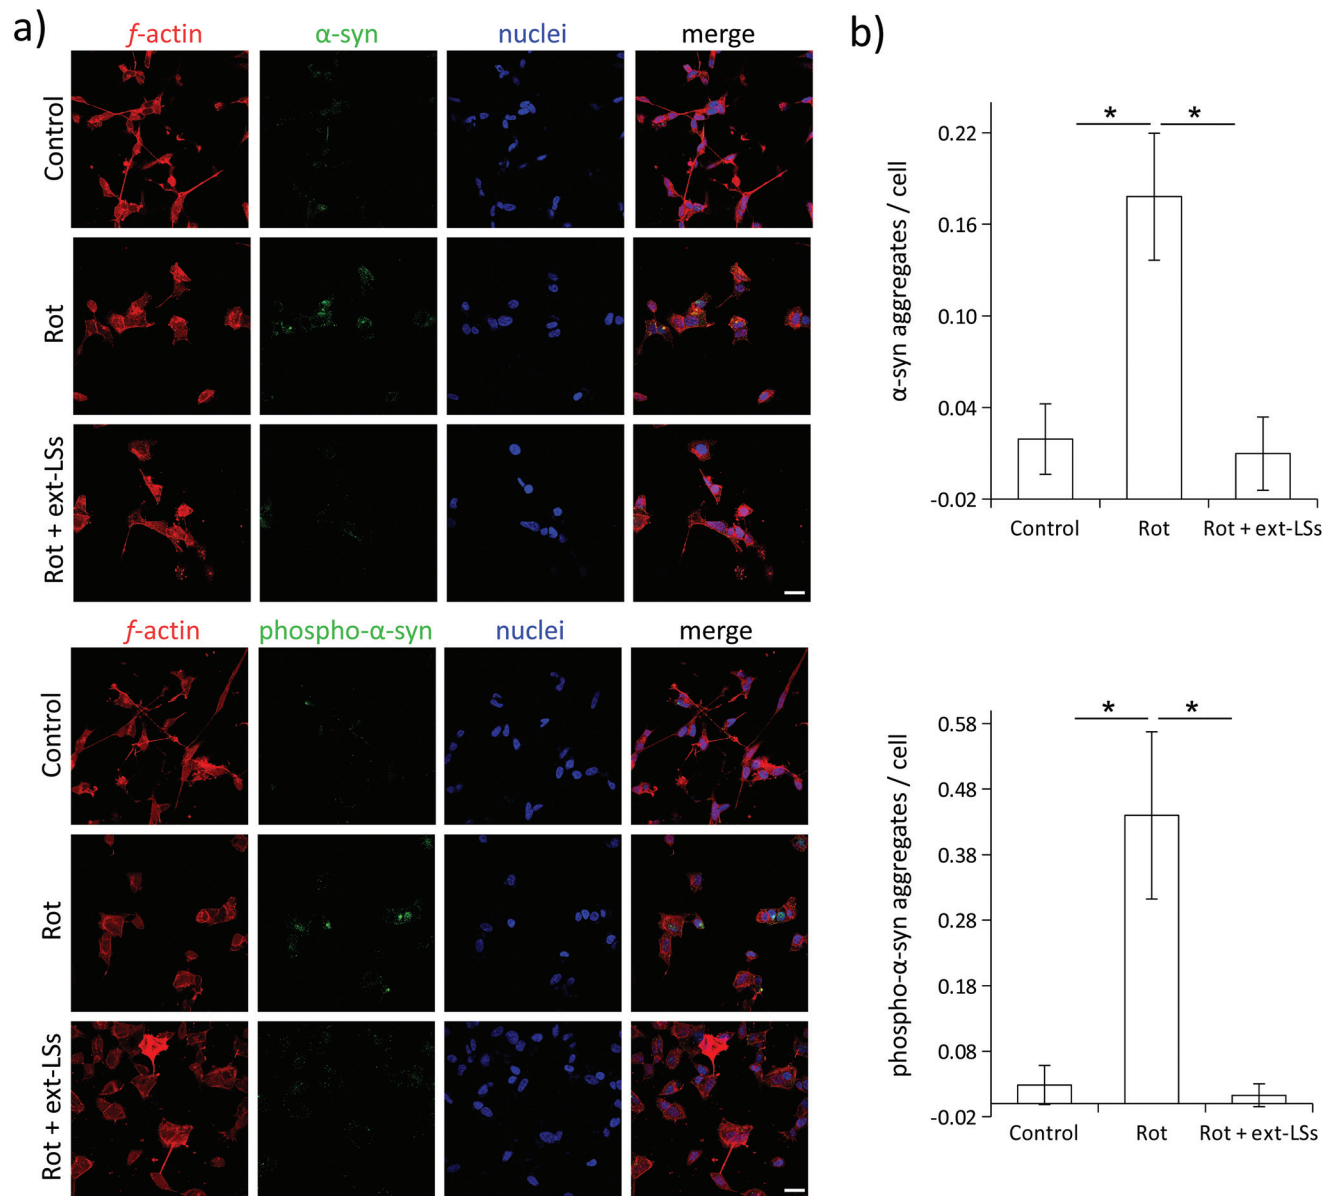 a)
f-actin α-syn nuclei merge
Control
Rot
Rot + ext-LSs
f-actin phospho-α-syn nuclei merge
Control
Rot
Rot + ext-LSs
b)
α-syn aggregates / cell
0.22
0.16
0.10
0.04
-0.02
* *
Control Rot Rot + ext-LSs
phospho-α-syn aggregates / cell
0.58
0.48
0.38
0.28
0.18
0.08
-0.02
* *
Control Rot Rot + ext-LSs